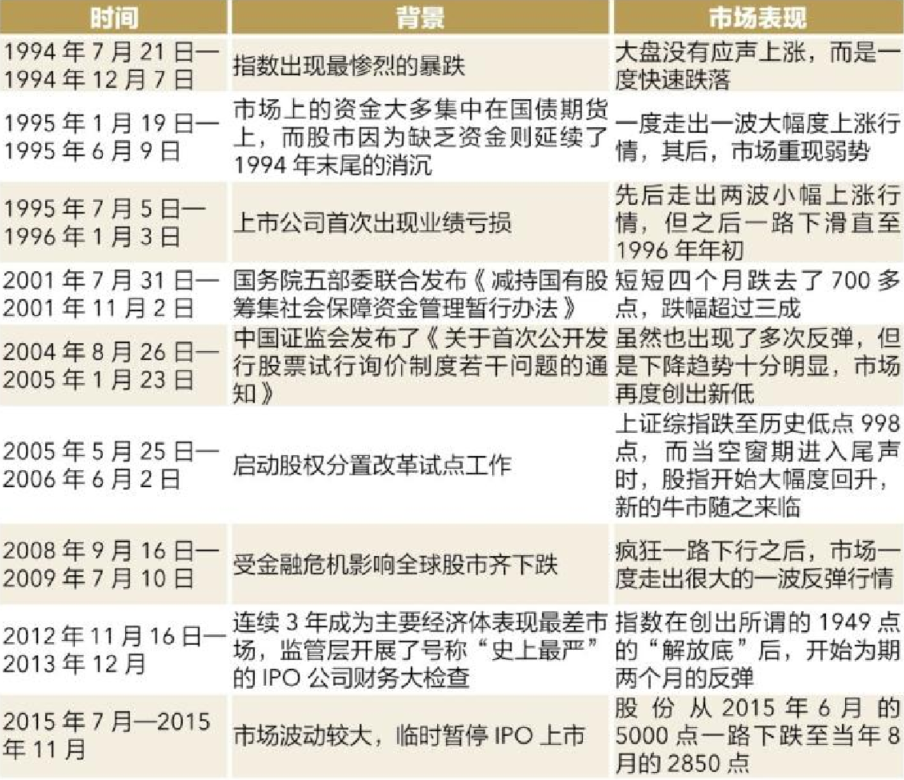 时间 背景 市场表现
1994 年 7 月 21 日—
1994 年 12 月 7 日
指数出现最惨烈的暴跌
大盘没有应声上涨，而是一
度快速跌落
1995 年 1 月 19 日—
1995 年 6 月 9 日
市场上的资金大多集中在国债期货
上，而股市因为缺乏资金则延续了
1994 年末尾的消沉
一度走出一波大幅度上涨行
情，其后，市场重现弱势
1995 年 7 月 5 日—
1996 年 1 月 3 日
上市公司首次出现业绩亏损
先后走出两波小幅上涨行
情，但之后一路下滑直至
1996 年年初
2001 年 7 月 31 日—
2001 年 11 月 2 日
国务院五部委联合发布《减持国有股
筹集社会保障资金管理暂行办法》
短短四个月跌去了 700 多
点，跌幅超过三成
2004 年 8 月 26 日—
2005 年 1 月 23 日
中国证监会发布了《关于首次公开发
行股票试行询价制度若干问题的通
知》
虽然也出现了多次反弹，但
是下降趋势十分明显，市场
再度创出新低
2005 年 5 月 25 日—
2006 年 6 月 2 日
启动股权分置改革试点工作
上证综指跌至历史低点 998
点，而当空窗期进入尾声
时，股指开始大幅度回升，
新的牛市随之来临
2008 年 9 月 16 日—
2009 年 7 月 10 日
受金融危机影响全球股市齐下跌
疯狂一路下行之后，市场一
度走出很大的一波反弹行情
2012 年 11 月 16 日—
2013 年 12 月
连续 3 年成为主要经济体表现最差市
场，监管层开展了号称“史上最严”
的 IPO 公司财务大检查
指数在创出所谓的 1949 点
的“解放底”后，开始为期
两个月的反弹
2015 年 7 月—2015
年 11 月
市场波动较大，临时暂停 IPO 上市
股份从 2015 年 6 月的
5000 点一路下跌至当年 8
月的 2850 点